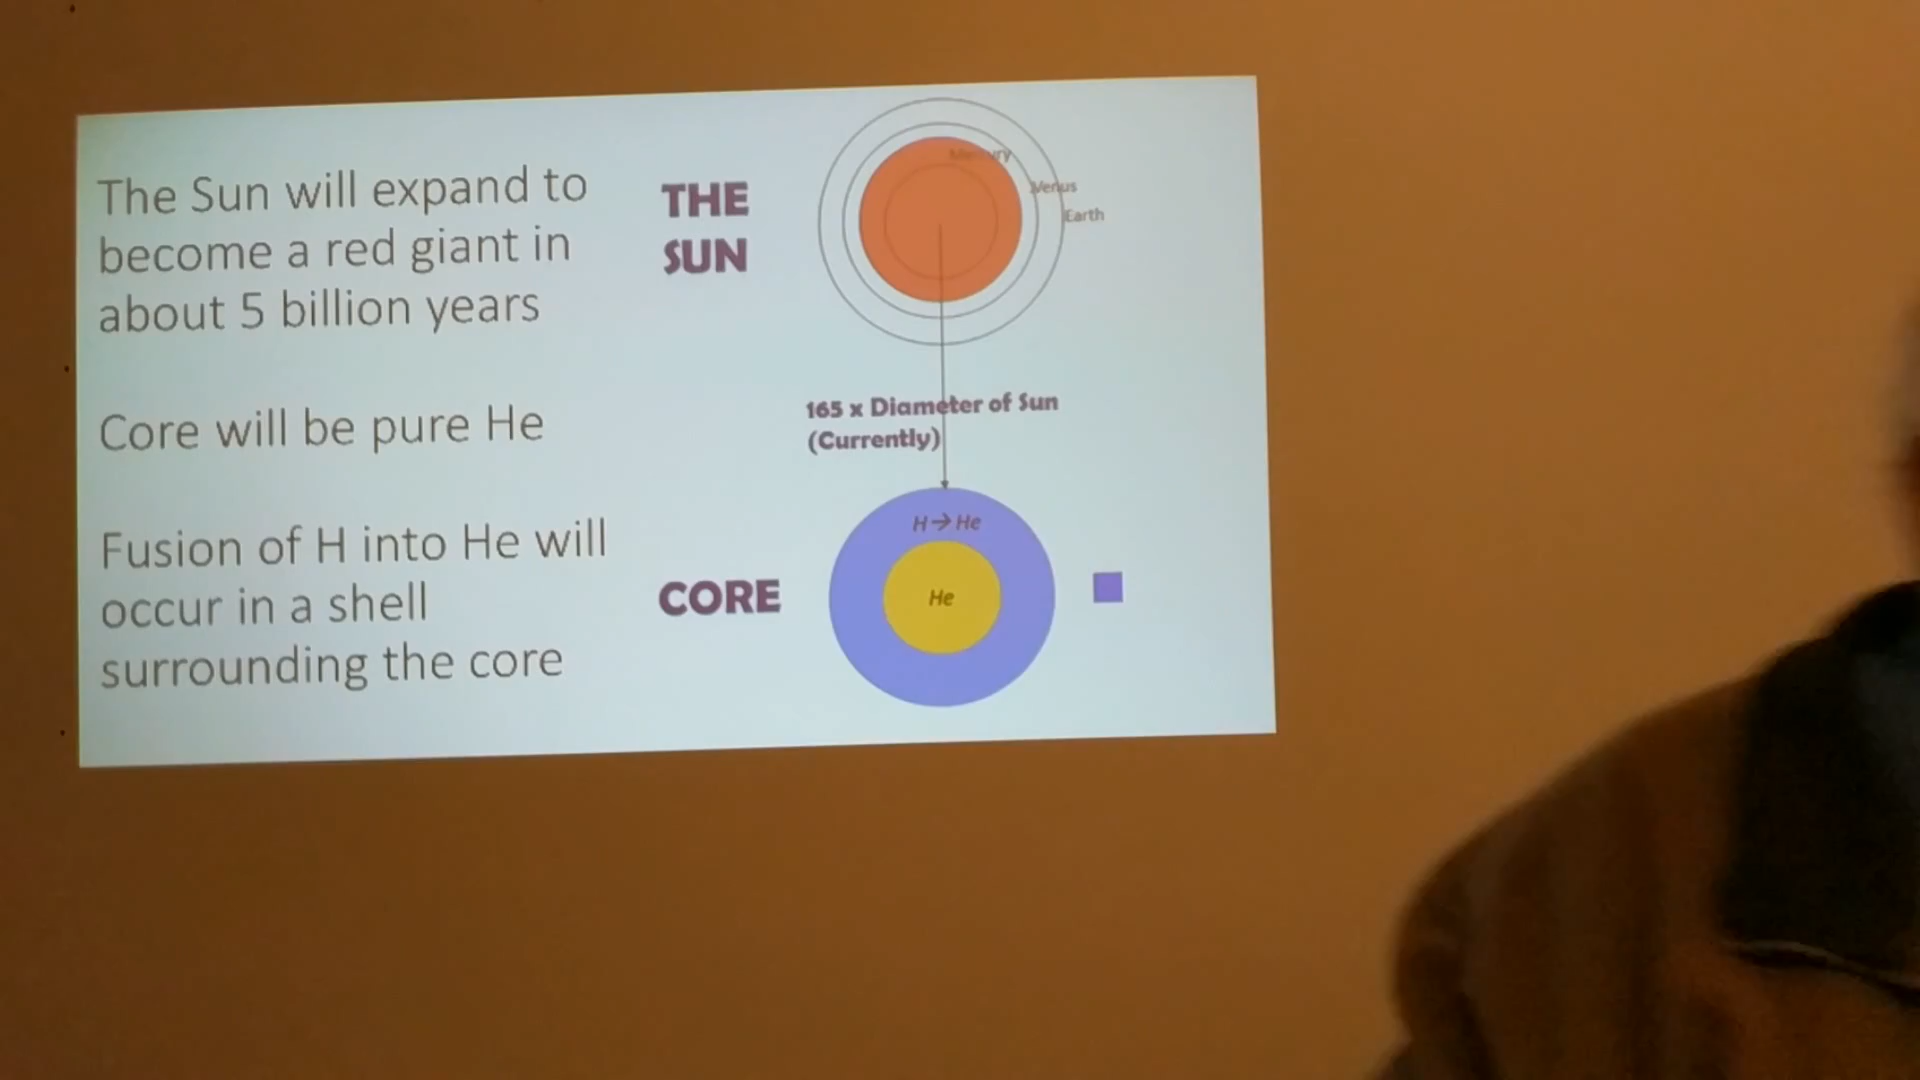 The Sun will expand to
become a red giant in
about 5 billion years
Core will be pure He
Fusion of H into He will
occur in a shell
surrounding the core
THE
SUN
Mercury
Venus
Earth
165 x Diameter of Sun
(Currently)
CORE
H→He
He